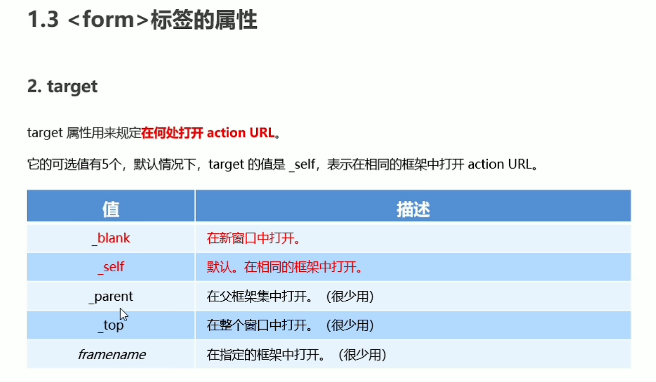 1.3 <form>标签的属性
2. target
target 属性用来规定在何处打开 action URL。
它的可选值有5个，默认情况下，target 的值是 _self，表示在相同的框架中打开 action URL。
值 描述
_blank 在新窗口中打开。
_self 默认。在相同的框架中打开。
_parent 在父框架集中打开。（很少用）
_top 在整个窗口中打开。（很少用）
framename 在指定的框架中打开。（很少用）